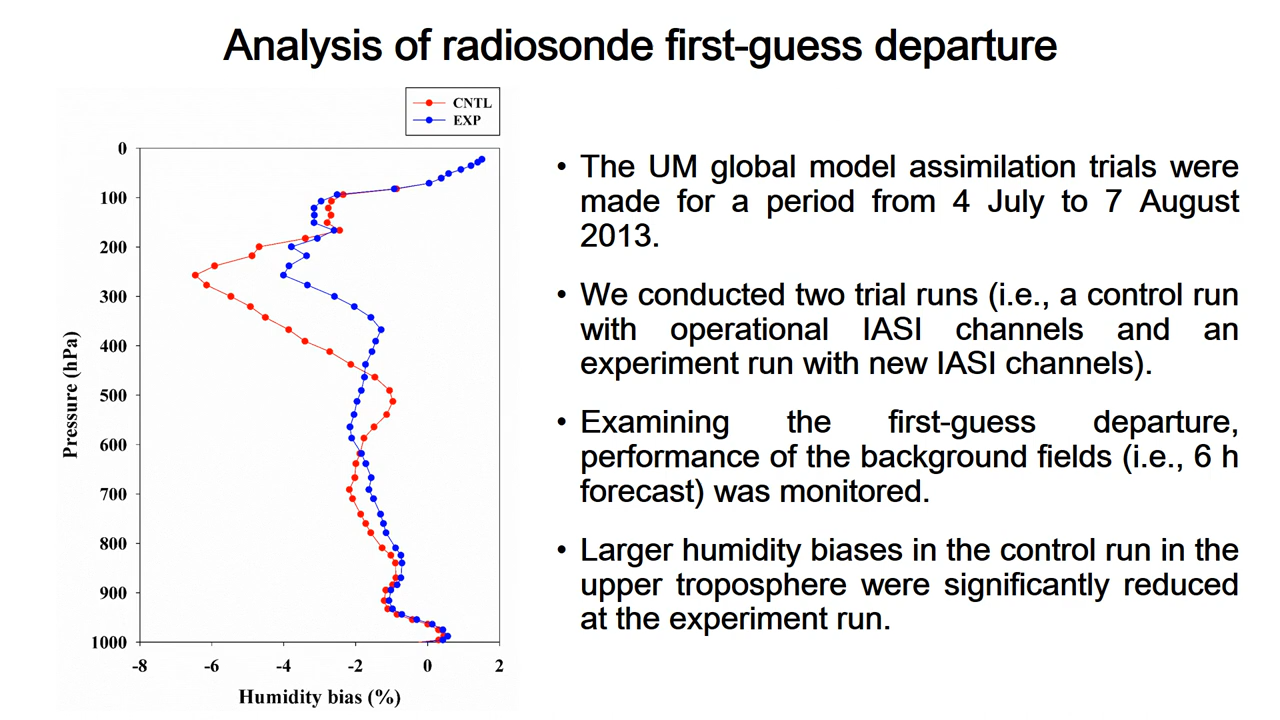 Analysis of radiosonde first-guess departure
CNTL
EXP
0
100
200
300
400
500
600
700
800
900
1000
Pressure (hPa)
-8 -6 -4 -2 0 2
Humidity bias (%)
• The UM global model assimilation trials were
made for a period from 4 July to 7 August
2013.
• We conducted two trial runs (i.e., a control run
with operational IASI channels and an
experiment run with new IASI channels).
• Examining the first-guess departure,
performance of the background fields (i.e., 6 h
forecast) was monitored.
• Larger humidity biases in the control run in the
upper troposphere were significantly reduced
at the experiment run.